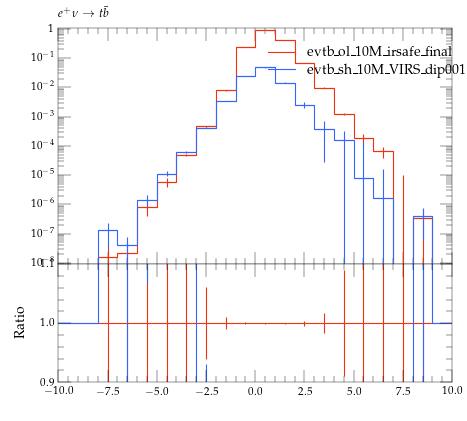 e⁺ν → tb̄
1
10⁻¹
10⁻²
10⁻³
10⁻⁴
10⁻⁵
10⁻⁶
10⁻⁷
10⁻⁸
evtb_ol_10M_irsafe_final
evtb_sh_10M_VIRS_dip001
1.1
1.0
0.9
Ratio
−10.0 −7.5 −5.0 −2.5 0.0 2.5 5.0 7.5 10.0